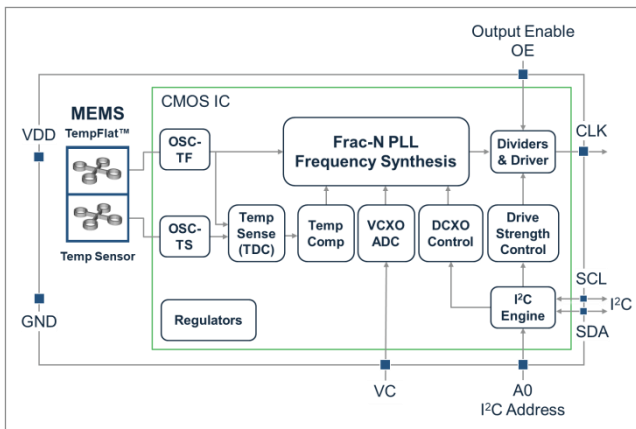 Output Enable
OE
CMOS IC
MEMS
TempFlat™
VDD
CLK
OSC-
TF
Frac-N PLL
Frequency Synthesis
Dividers
& Driver
OSC-
TS
Temp
Sense
(TDC)
Temp
Comp
VCXO
ADC
DCXO
Control
Drive
Strength
Control
Temp Sensor
SCL
I²C
SDA
I²C
Engine
GND
Regulators
VC
A0
I²C Address